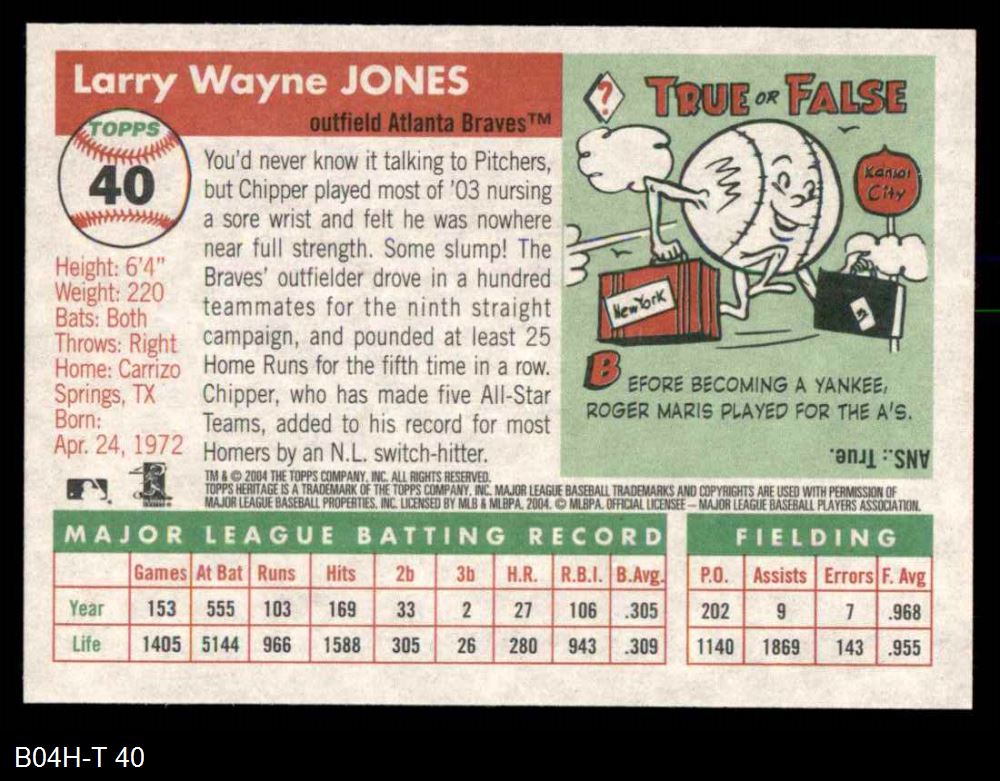 Larry Wayne JONES
outfield Atlanta Braves™
TOPPS
40
Height: 6'4"
Weight: 220
Bats: Both
Throws: Right
Home: Carrizo
Springs, TX
Born:
Apr. 24, 1972
You'd never know it talking to Pitchers,
but Chipper played most of '03 nursing
a sore wrist and felt he was nowhere
near full strength. Some slump! The
Braves' outfielder drove in a hundred
teammates for the ninth straight
campaign, and pounded at least 25
Home Runs for the fifth time in a row.
Chipper, who has made five All-Star
Teams, added to his record for most
Homers by an N.L. switch-hitter.
?
TRUE OR FALSE
Kansas
City
New York
BEFORE BECOMING A YANKEE,
ROGER MARIS PLAYED FOR THE A'S.
ANS.: True.
TM & © 2004 THE TOPPS COMPANY, INC. ALL RIGHTS RESERVED.
TOPPS HERITAGE IS A TRADEMARK OF THE TOPPS COMPANY, INC. MAJOR LEAGUE BASEBALL TRADEMARKS AND COPYRIGHTS ARE USED WITH PERMISSION OF
MAJOR LEAGUE BASEBALL PROPERTIES, INC. LICENSED BY MLB & MLBPA, 2004. © MLBPA. OFFICIAL LICENSEE – MAJOR LEAGUE BASEBALL PLAYERS ASSOCIATION.
MAJOR LEAGUE BATTING RECORD FIELDING
Games At Bat Runs Hits 2b 3b H.R. R.B.I. B.Avg. P.O. Assists Errors F. Avg
Year 153 555 103 169 33 2 27 106 .305 202 9 7 .968
Life 1405 5144 966 1588 305 26 280 943 .309 1140 1869 143 .955
B04H-T 40